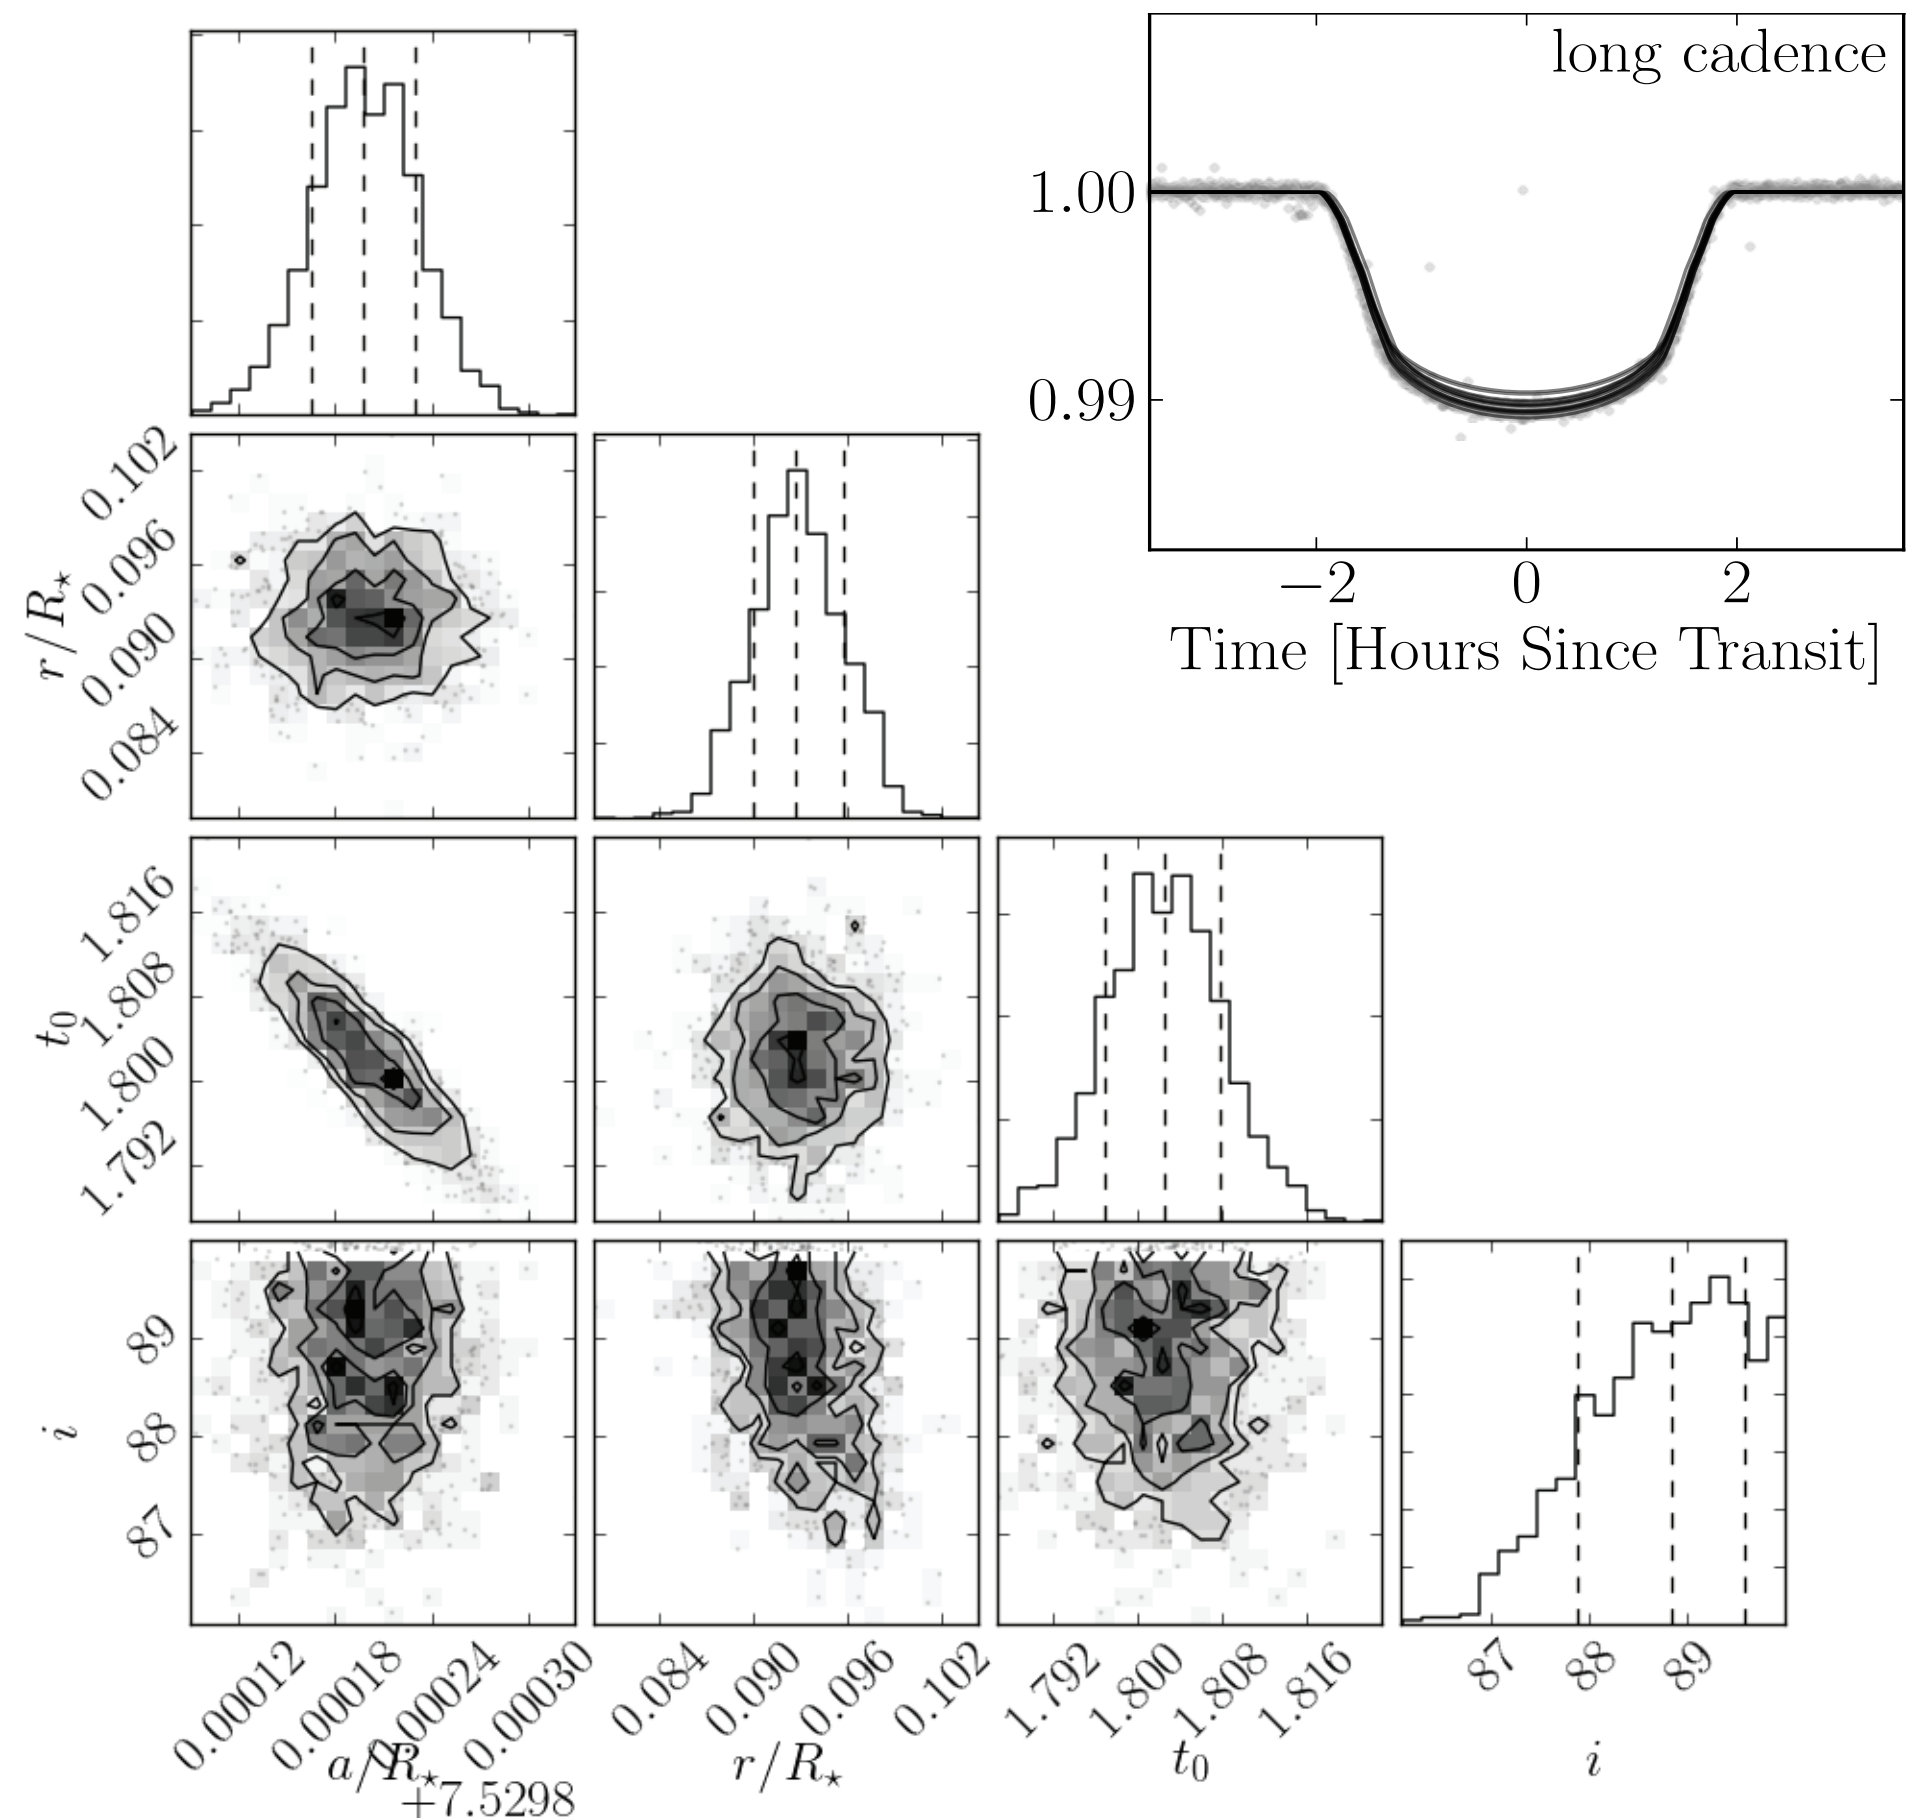 long cadence
1.00
0.99
−2 0 2
Time [Hours Since Transit]
0.102
0.096
0.090
0.084
r/R⋆
1.816
1.808
1.800
1.792
t₀
89
88
87
i
0.00012 0.00018 0.00024 0.00030
0.084 0.090 0.096 0.102
1.792 1.800 1.808 1.816
87 88 89
a/R⋆ r/R⋆ t₀ i
+7.5298